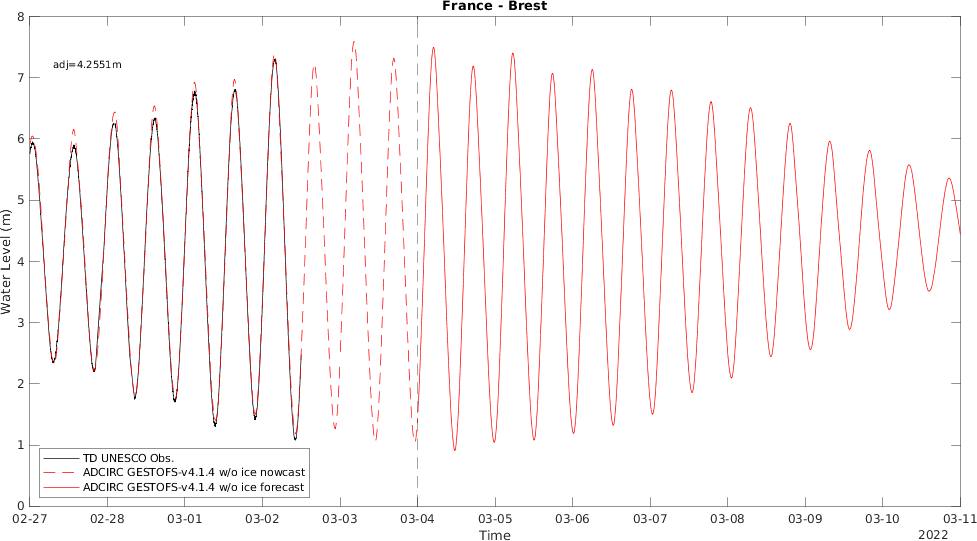 France - Brest
adj=4.2551m
Water Level (m)
8
7
6
5
4
3
2
1
0
TD UNESCO Obs.
ADCIRC GESTOFS-v4.1.4 w/o ice nowcast
ADCIRC GESTOFS-v4.1.4 w/o ice forecast
02-27 02-28 03-01 03-02 03-03 03-04 03-05 03-06 03-07 03-08 03-09 03-10 03-11
Time
2022